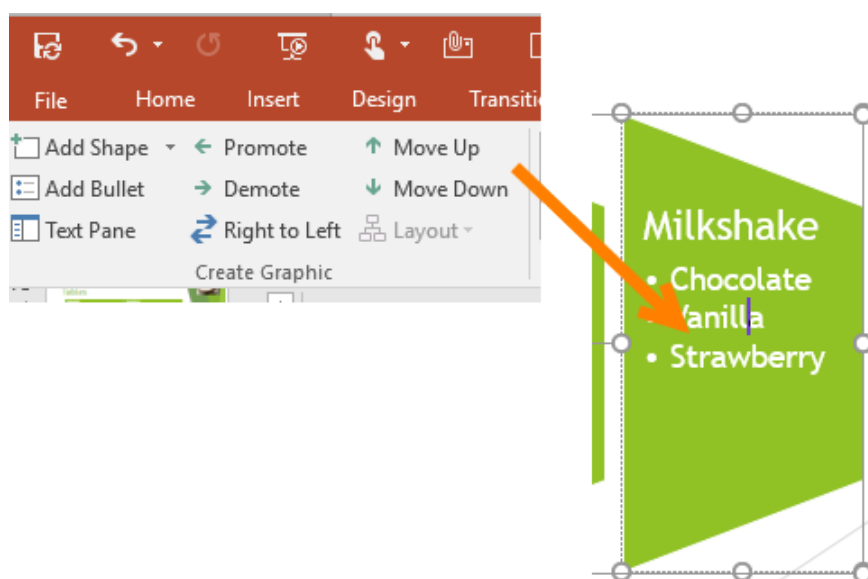 File Home Insert Design Transiti
Add Shape Promote Move Up
Add Bullet Demote Move Down
Text Pane Right to Left Layout
Create Graphic
Milkshake
• Chocolate
Vanilla
• Strawberry